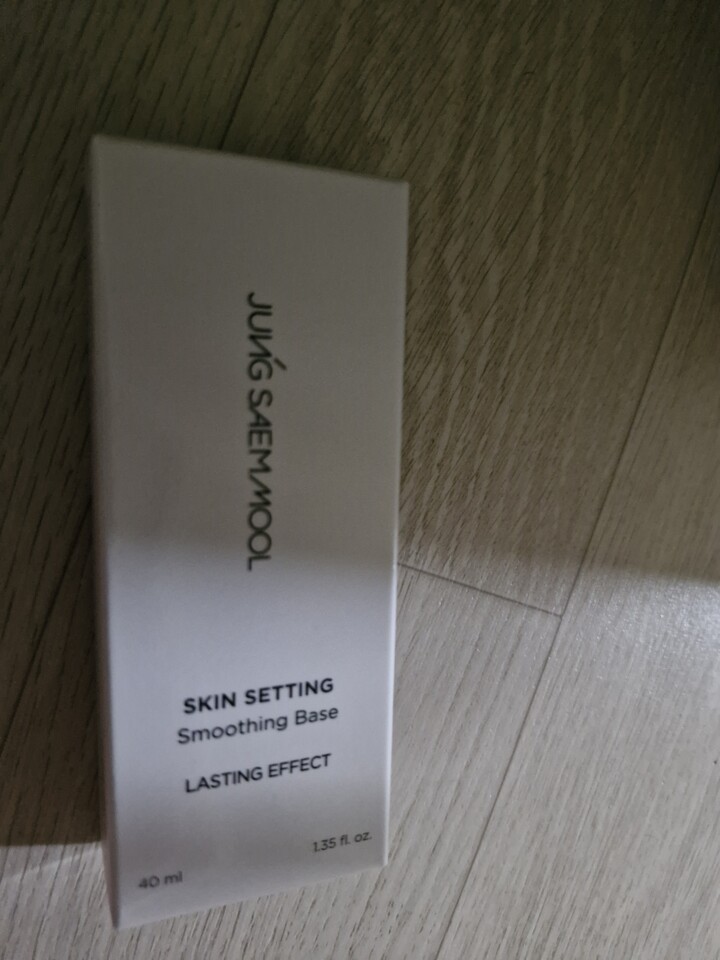 JUNG SAEMMOOL
SKIN SETTING
Smoothing Base
LASTING EFFECT
40 ml
1.35 fl. oz.